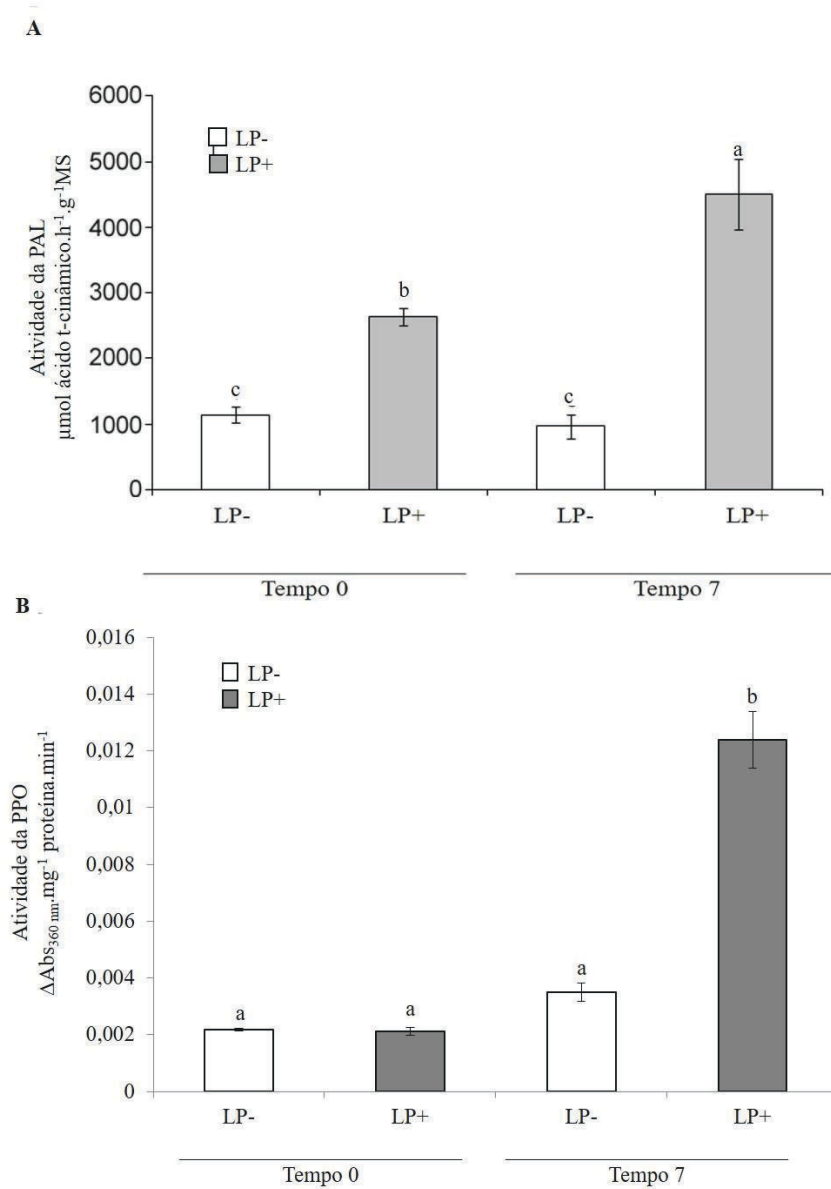 A
Atividade da PAL
µmol ácido t-cinâmico.h⁻¹.g⁻¹MS
6000
5000
4000
3000
2000
1000
0
LP-
LP+
c
b
c
a
LP-
LP+
LP-
LP+
Tempo 0
Tempo 7
B
Atividade da PPO
ΔAbs₃₆₀ ₙₘ.mg⁻¹ proteína.min⁻¹
0,016
0,014
0,012
0,01
0,008
0,006
0,004
0,002
0
LP-
LP+
a
a
a
b
LP-
LP+
LP-
LP+
Tempo 0
Tempo 7